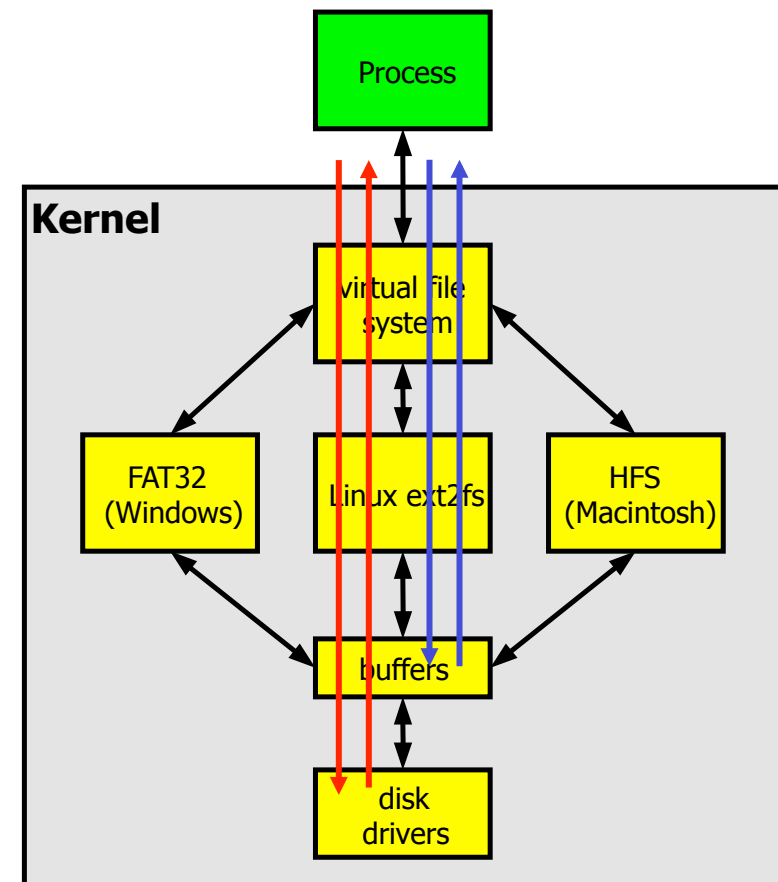 Process
Kernel
virtual file
system
FAT32
(Windows)
Linux ext2fs
HFS
(Macintosh)
buffers
disk
drivers